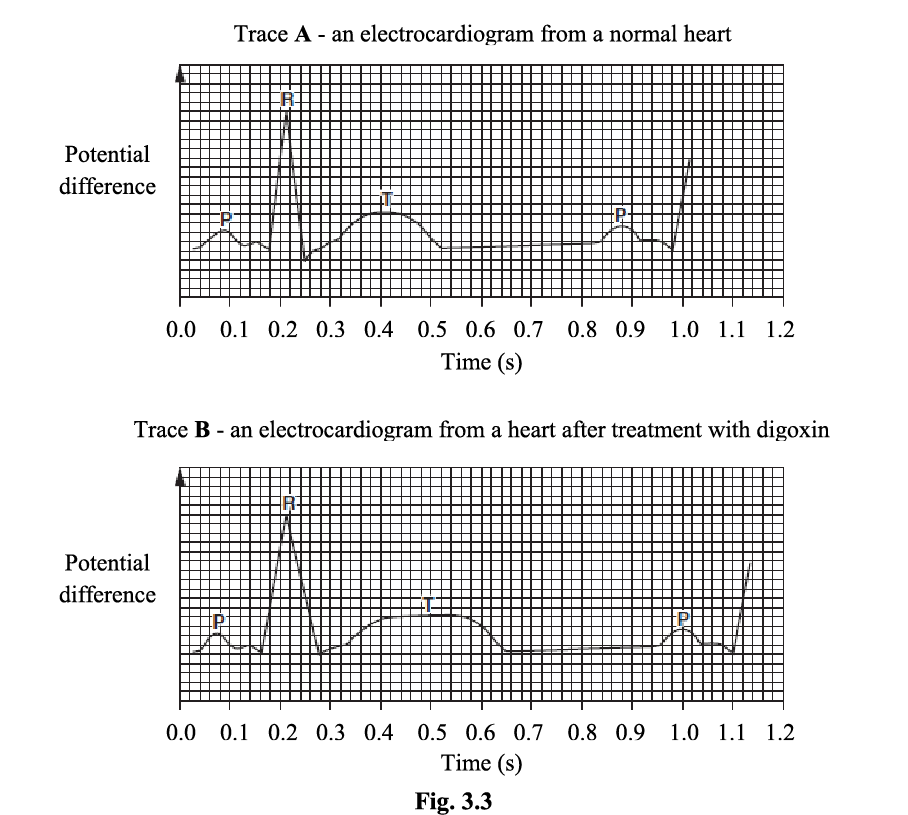 Trace A - an electrocardiogram from a normal heart
Potential
difference
R
T
P
P
0.0 0.1 0.2 0.3 0.4 0.5 0.6 0.7 0.8 0.9 1.0 1.1 1.2
Time (s)
Trace B - an electrocardiogram from a heart after treatment with digoxin
Potential
difference
R
T
P
P
0.0 0.1 0.2 0.3 0.4 0.5 0.6 0.7 0.8 0.9 1.0 1.1 1.2
Time (s)
Fig. 3.3